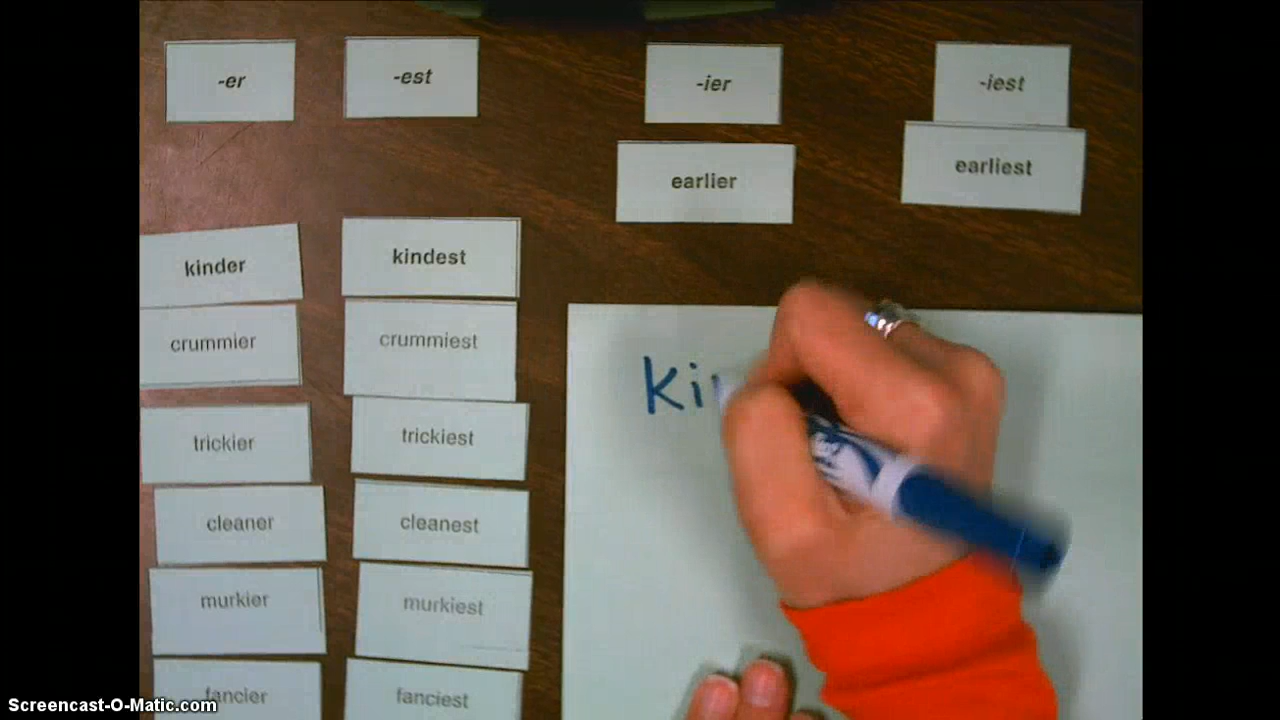 -er
-est
-ier
-iest
earlier
earliest
kinder
kindest
crummier
crummiest
trickier
trickiest
cleaner
cleanest
murkier
murkiest
fancier
fanciest
ki
Screencast-O-Matic.com